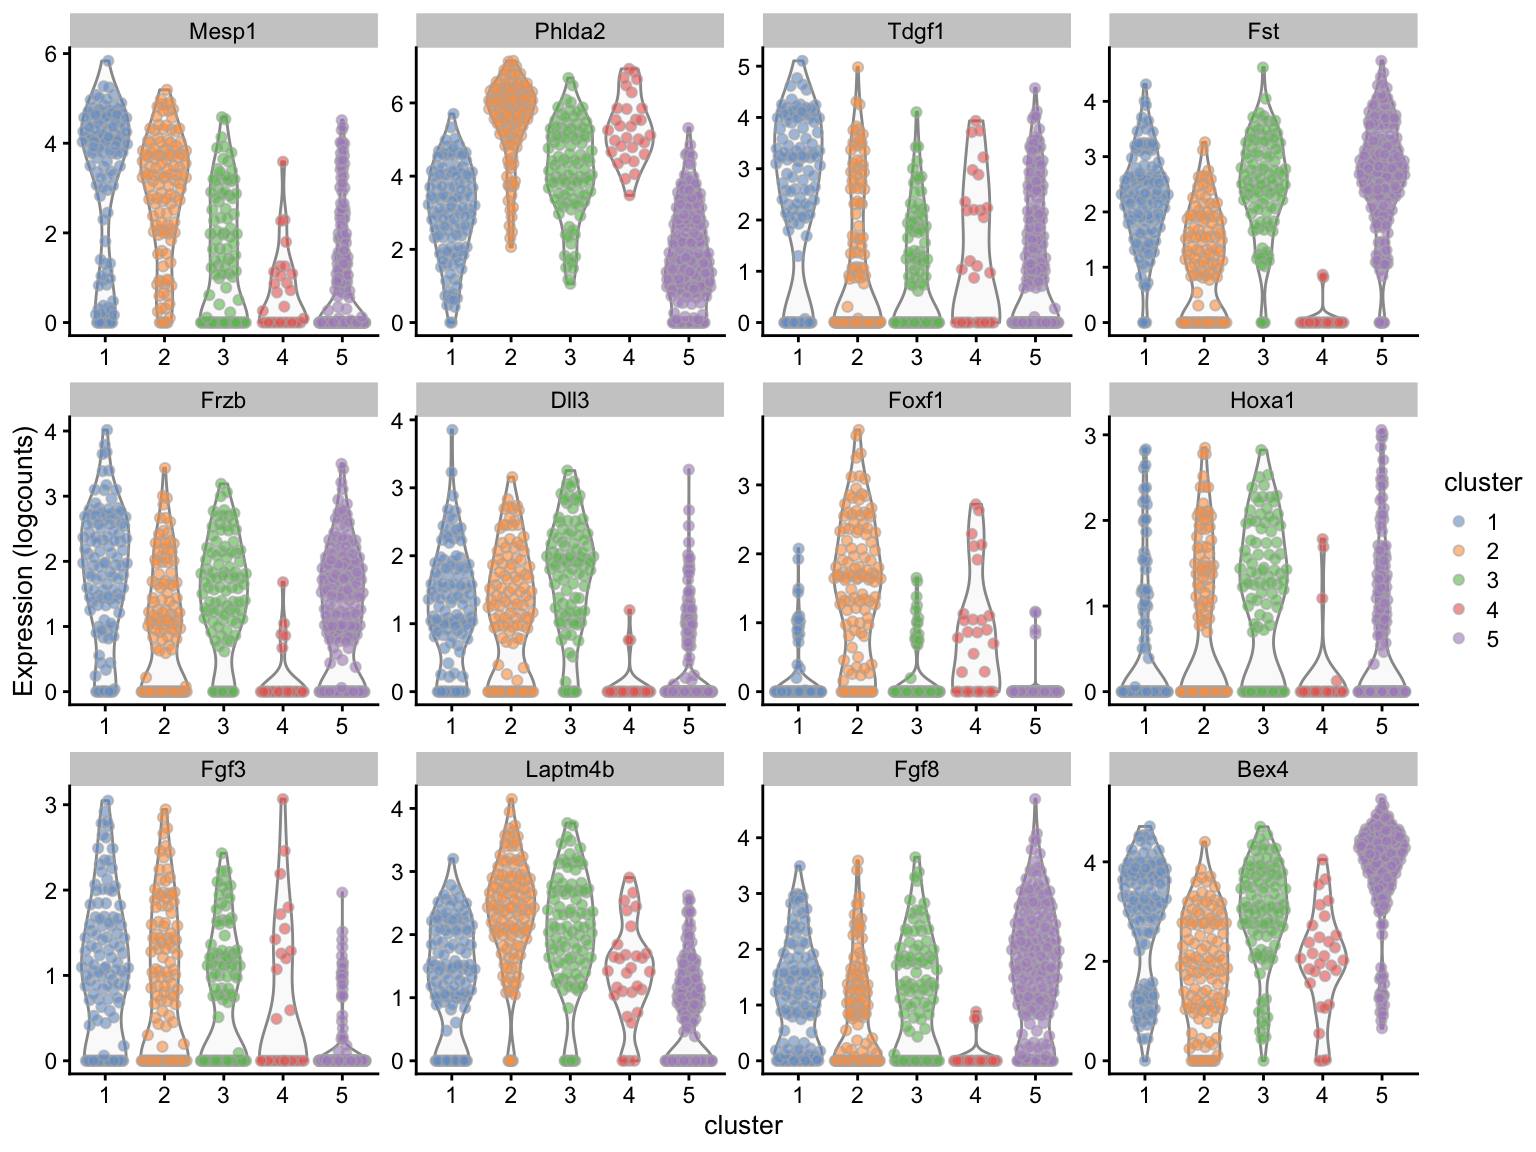 Mesp1 Phlda2 Tdgf1 Fst
6 4 2 0
6 4 2 0
5 4 3 2 1 0
4 3 2 1 0
1 2 3 4 5 1 2 3 4 5 1 2 3 4 5 1 2 3 4 5
Frzb Dll3 Foxf1 Hoxa1
Expression (logcounts)
4 3 2 1 0
4 3 2 1 0
3 2 1 0
3 2 1 0
1 2 3 4 5 1 2 3 4 5 1 2 3 4 5 1 2 3 4 5
cluster
1
2
3
4
5
Fgf3 Laptm4b Fgf8 Bex4
3 2 1 0
4 3 2 1 0
4 3 2 1 0
4 2 0
1 2 3 4 5 1 2 3 4 5 1 2 3 4 5 1 2 3 4 5
cluster